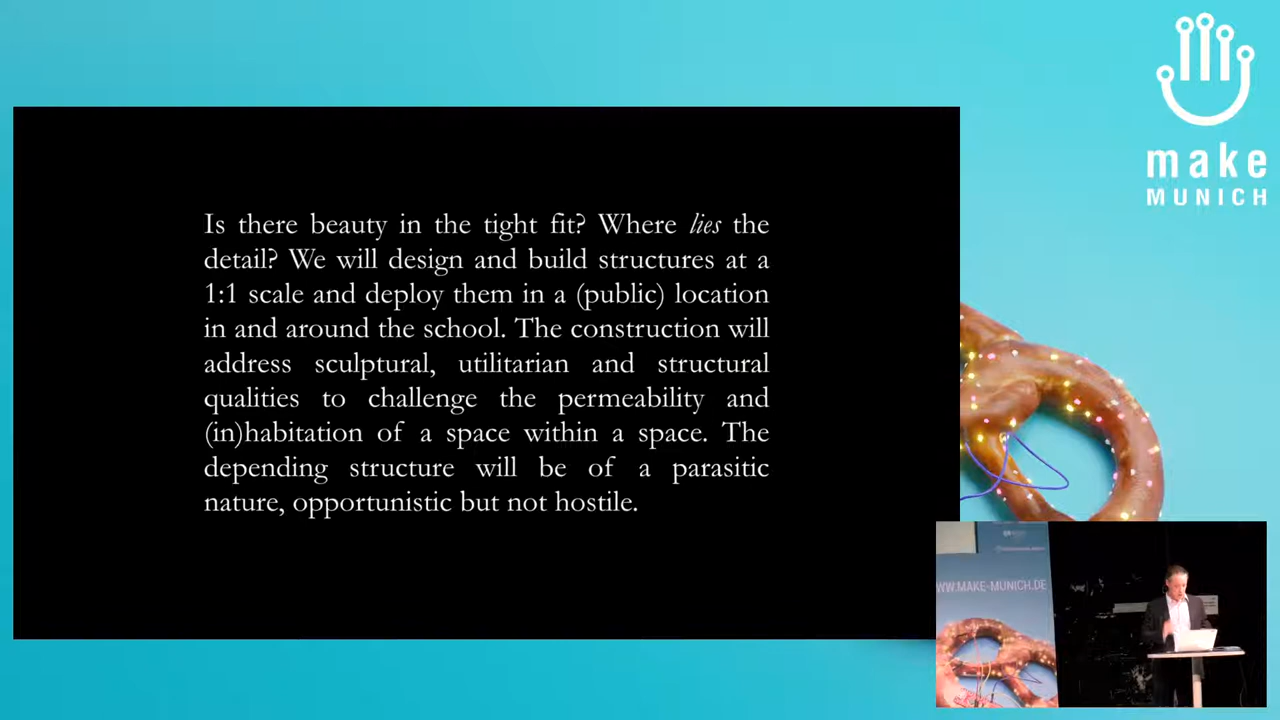 make
MUNICH
Is there beauty in the tight fit? Where lies the
detail? We will design and build structures at a
1:1 scale and deploy them in a (public) location
in and around the school. The construction will
address sculptural, utilitarian and structural
qualities to challenge the permeability and
(in)habitation of a space within a space. The
depending structure will be of a parasitic
nature, opportunistic but not hostile.
WW.MAKE-MUNICH.DE